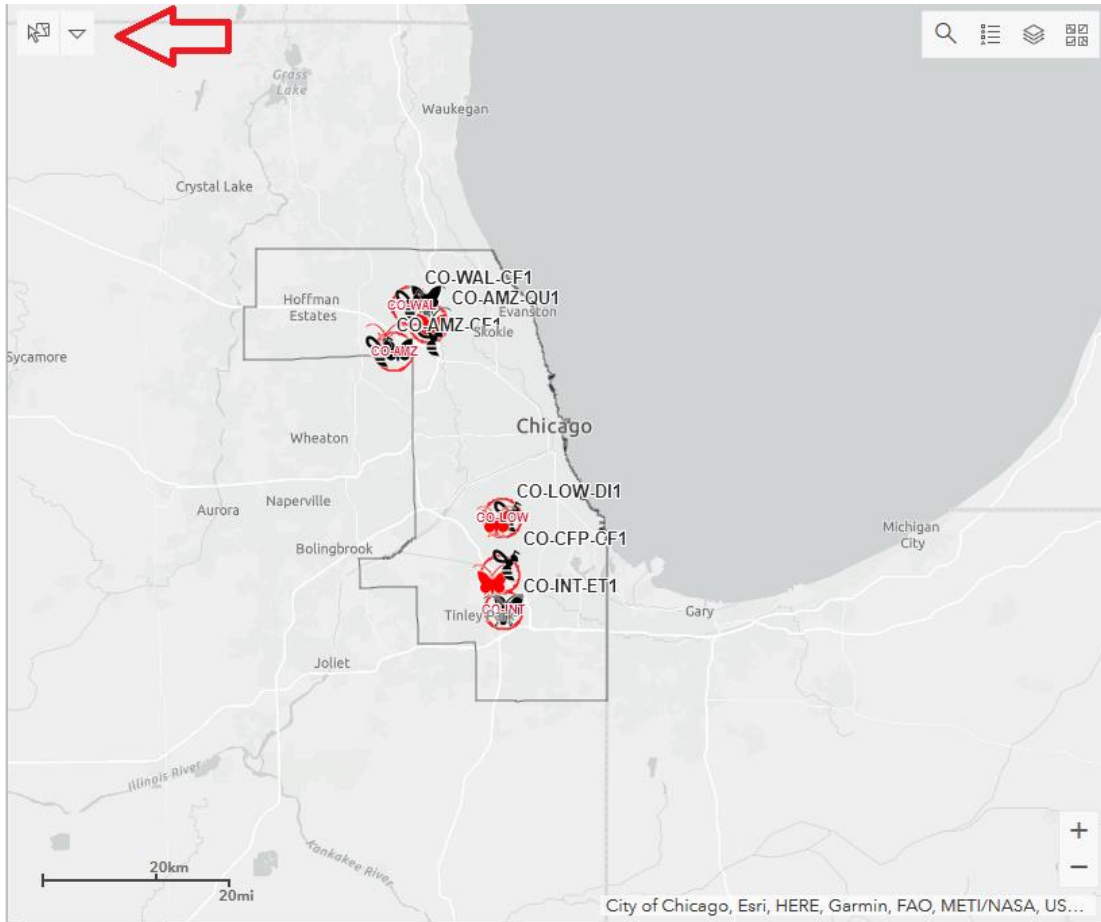 Grass
Lake
Waukegan
Crystal Lake
CO-WAL-CF1
CO-WAL
CO-AMZ-QU1
Hoffman
Estates
Evanston
CO-AMZ-CF1
Skokie
CO-AMZ
Sycamore
Chicago
Wheaton
Naperville
Aurora
CO-LOW-DI1
CO-LOW
CO-CFP-CF1
Michigan
City
Bolingbrook
CO-INT-ET1
CO-INT
Tinley Park
Gary
Joliet
Illinois River
Kankakee River
20km
20mi
+
−
City of Chicago, Esri, HERE, Garmin, FAO, METI/NASA, US...